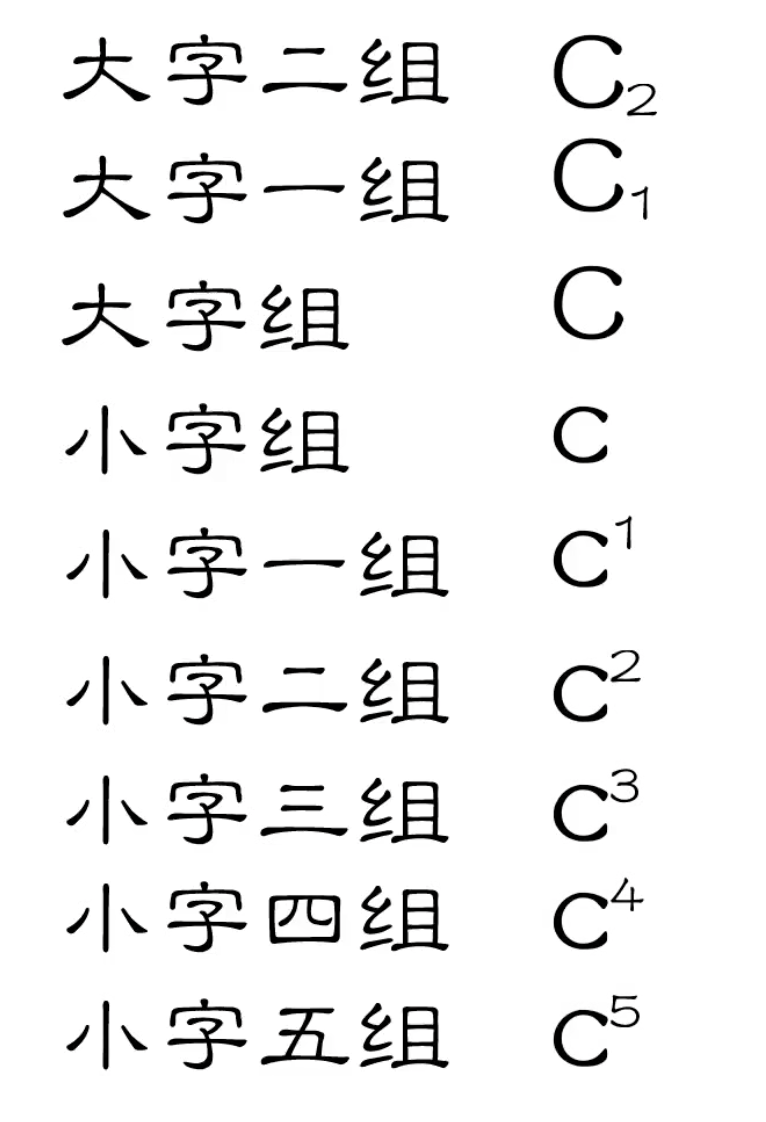 大字二组 C₂
大字一组 C₁
大字组 C
小字组 c
小字一组 c¹
小字二组 c²
小字三组 c³
小字四组 c⁴
小字五组 c⁵